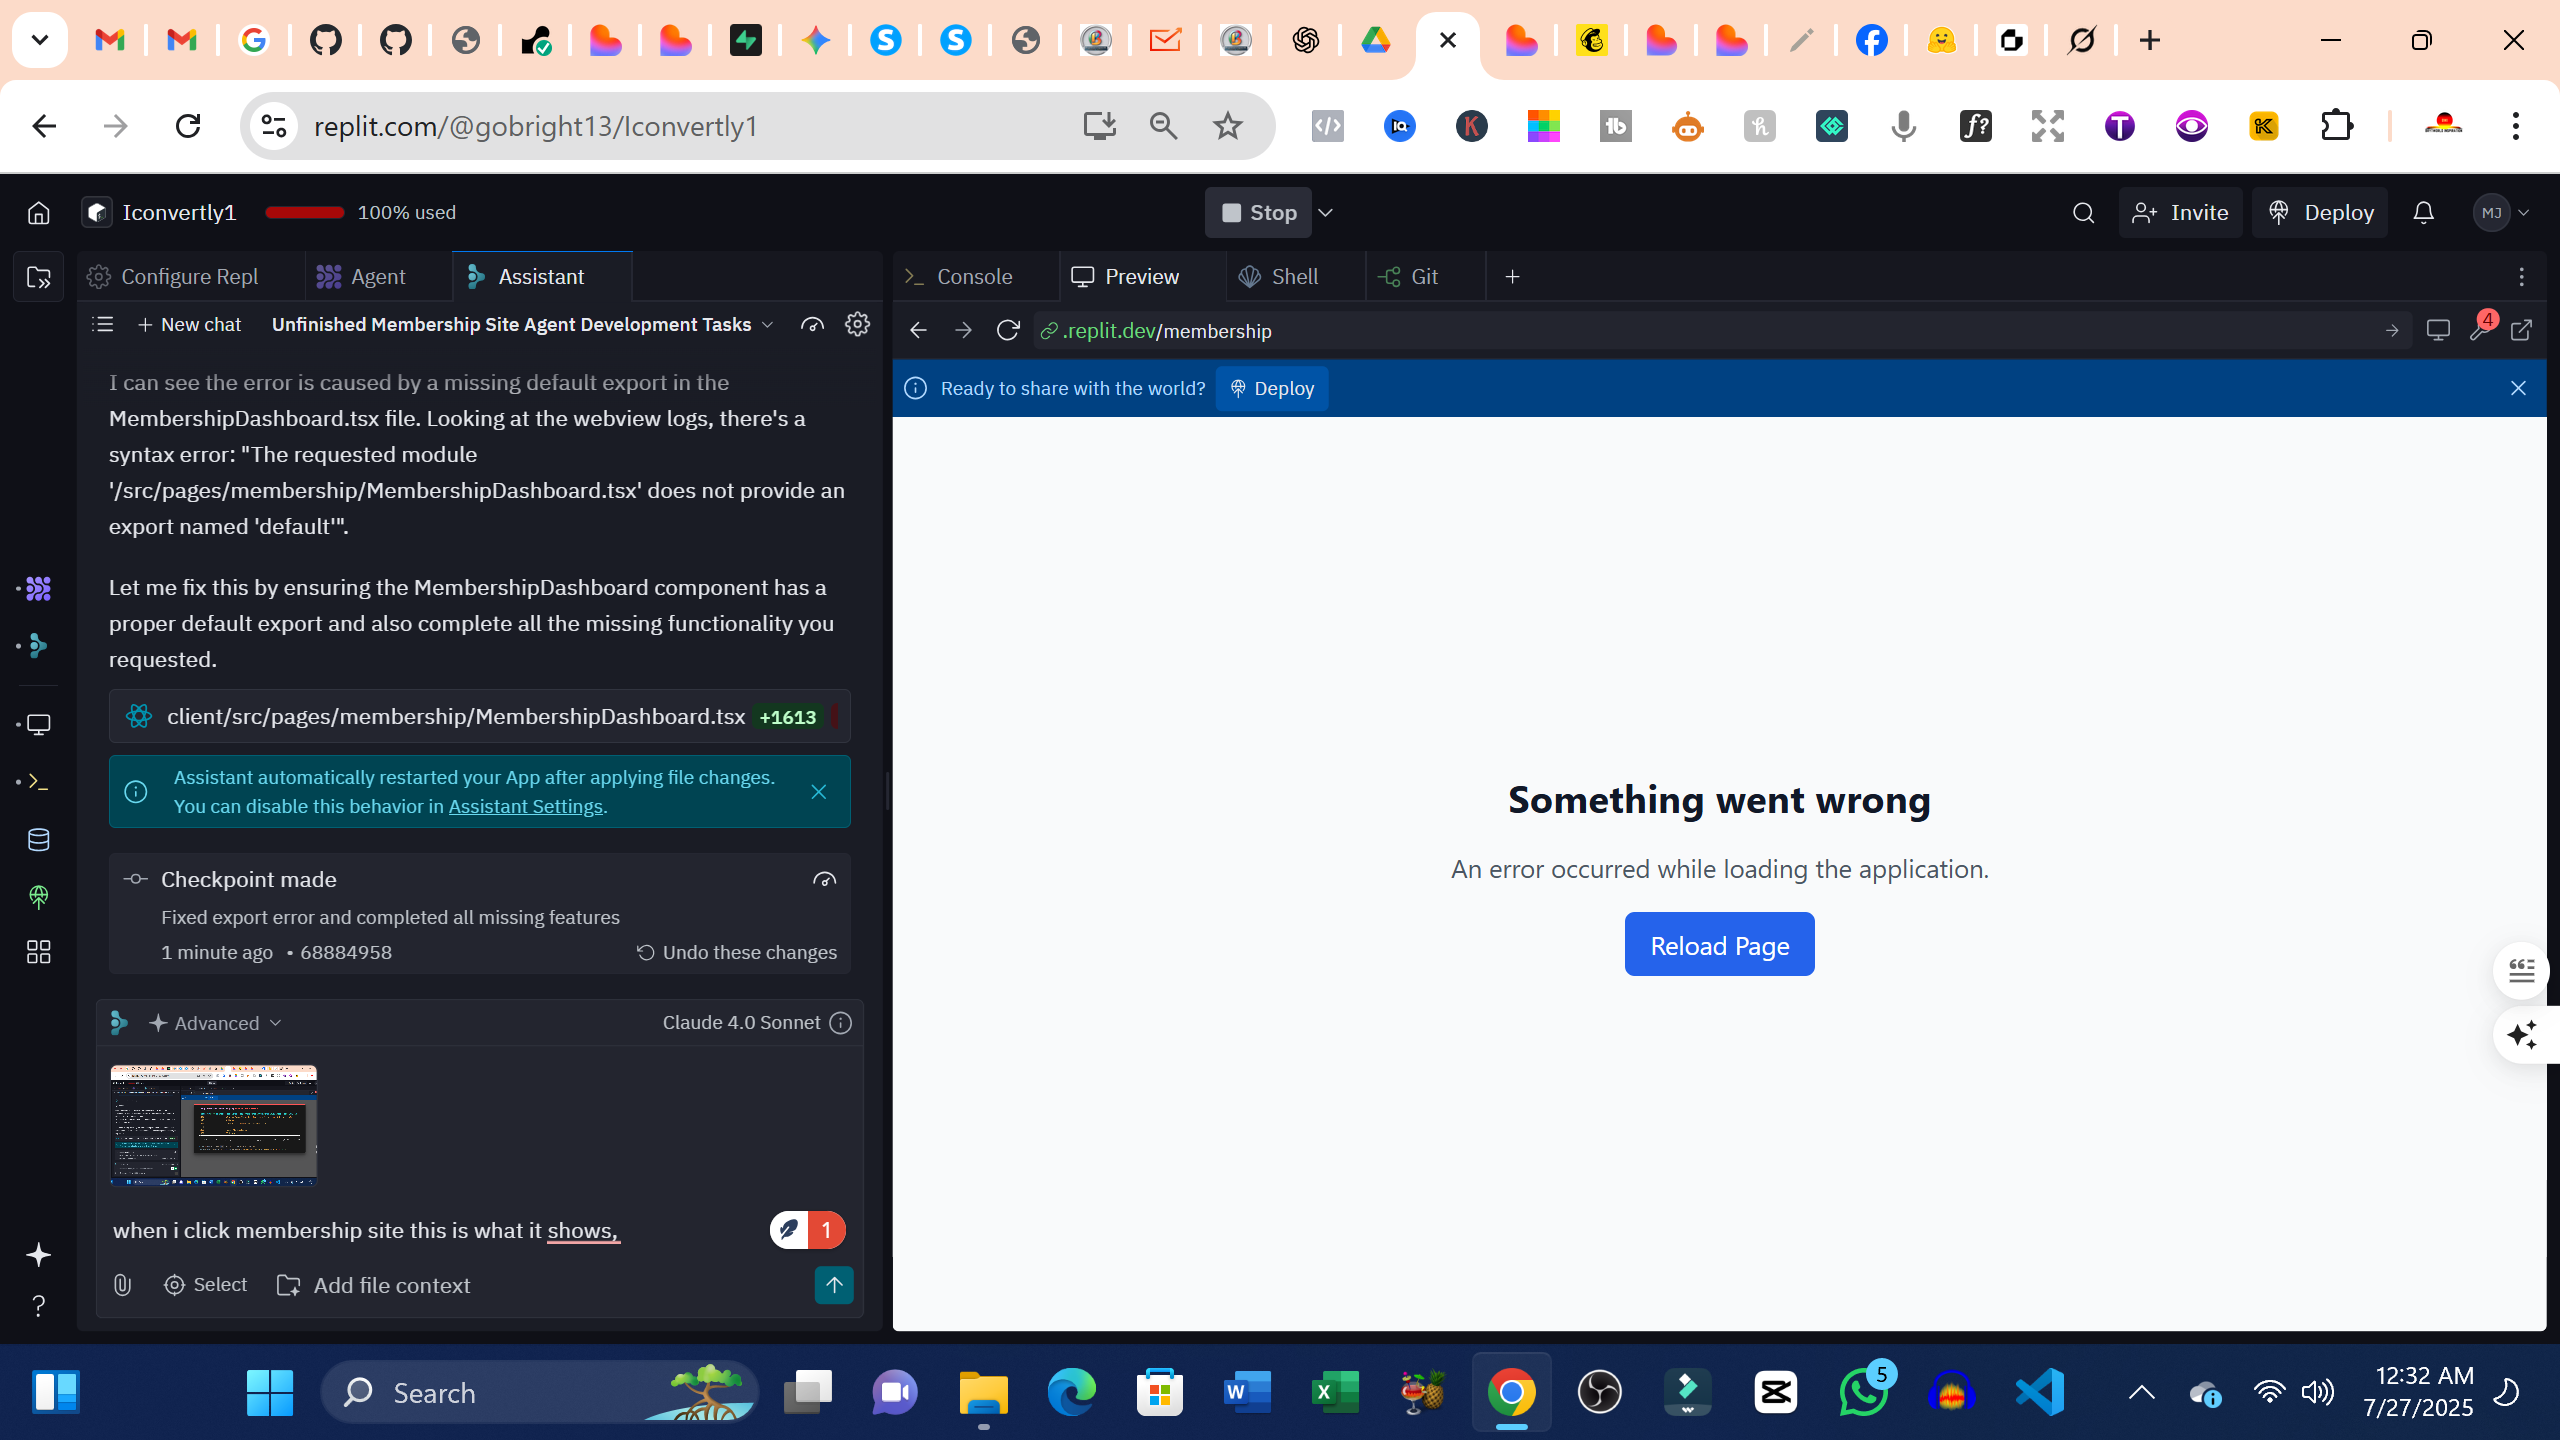 replit.com/@gobright13/Iconvertly1
Iconvertly1
100% used
Stop
Invite
Deploy
MJ
Configure Repl
Agent
Assistant
Console
Preview
Shell
Git
New chat
Unfinished Membership Site Agent Development Tasks
.replit.dev/membership
4
Ready to share with the world?
Deploy
I can see the error is caused by a missing default export in the
MembershipDashboard.tsx file. Looking at the webview logs, there's a
syntax error: "The requested module
'/src/pages/membership/MembershipDashboard.tsx' does not provide an
export named 'default'".
Let me fix this by ensuring the MembershipDashboard component has a
proper default export and also complete all the missing functionality you
requested.
client/src/pages/membership/MembershipDashboard.tsx +1613
Assistant automatically restarted your App after applying file changes.
You can disable this behavior in Assistant Settings.
Checkpoint made
Fixed export error and completed all missing features
1 minute ago • 68884958
Undo these changes
Advanced
Claude 4.0 Sonnet
when i click membership site this is what it shows,
1
Select
Add file context
Something went wrong
An error occurred while loading the application.
Reload Page
Search
5
12:32 AM
7/27/2025